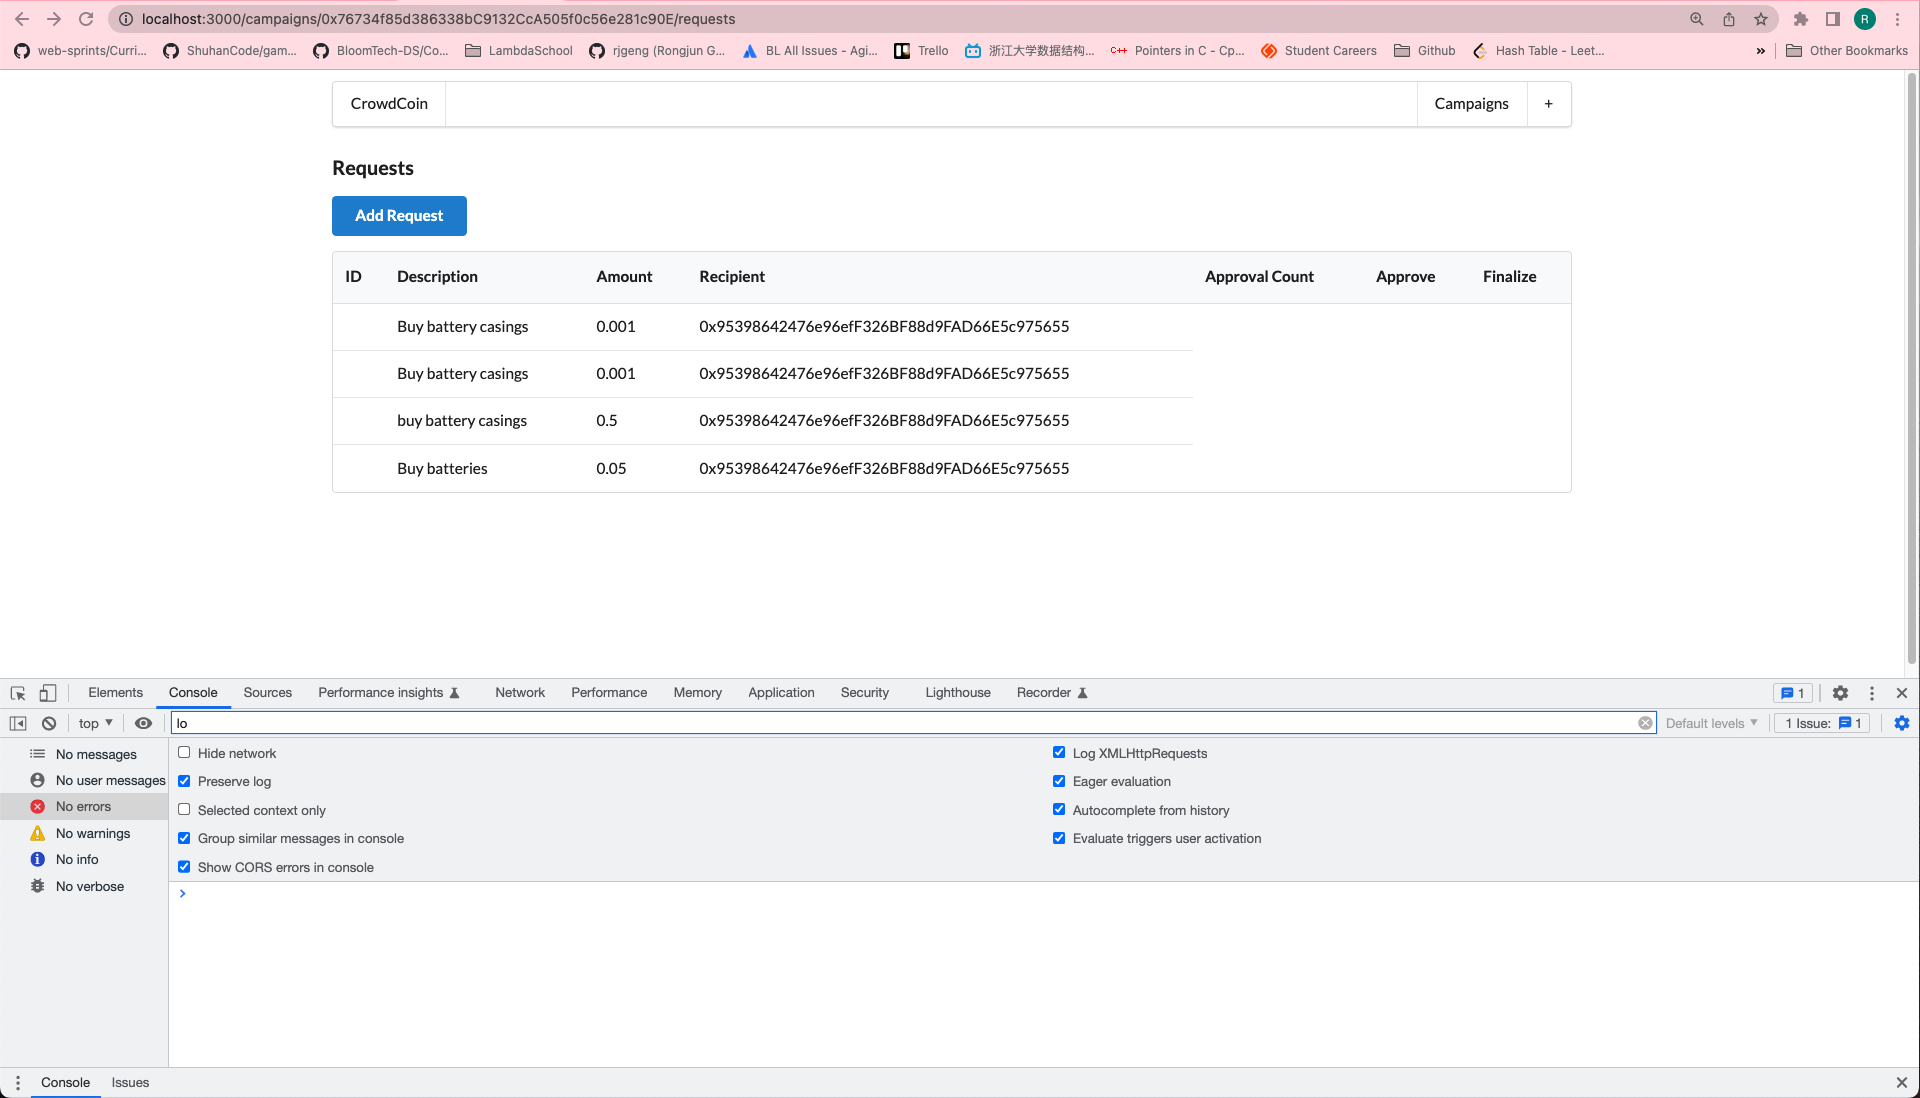 localhost:3000/campaigns/0x76734f85d386338bC9132CcA505f0c56e281c90E/requests
R
web-sprints/Curri... ShuhanCode/gam... BloomTech-DS/Co... LambdaSchool rjgeng (Rongjun G... BL All Issues - Agi... Trello 浙江大学数据结构... C++ Pointers in C - Cp... Student Careers Github Hash Table - Leet... » Other Bookmarks
CrowdCoin Campaigns +
Requests
Add Request
ID Description Amount Recipient Approval Count Approve Finalize
Buy battery casings 0.001 0x95398642476e96efF326BF88d9FAD66E5c975655
Buy battery casings 0.001 0x95398642476e96efF326BF88d9FAD66E5c975655
buy battery casings 0.5 0x95398642476e96efF326BF88d9FAD66E5c975655
Buy batteries 0.05 0x95398642476e96efF326BF88d9FAD66E5c975655
Elements Console Sources Performance insights Network Performance Memory Application Security Lighthouse Recorder 1
top lo Default levels 1 Issue: 1
No messages
No user messages
No errors
No warnings
No info
No verbose
Hide network Log XMLHttpRequests
Preserve log Eager evaluation
Selected context only Autocomplete from history
Group similar messages in console Evaluate triggers user activation
Show CORS errors in console
Console Issues